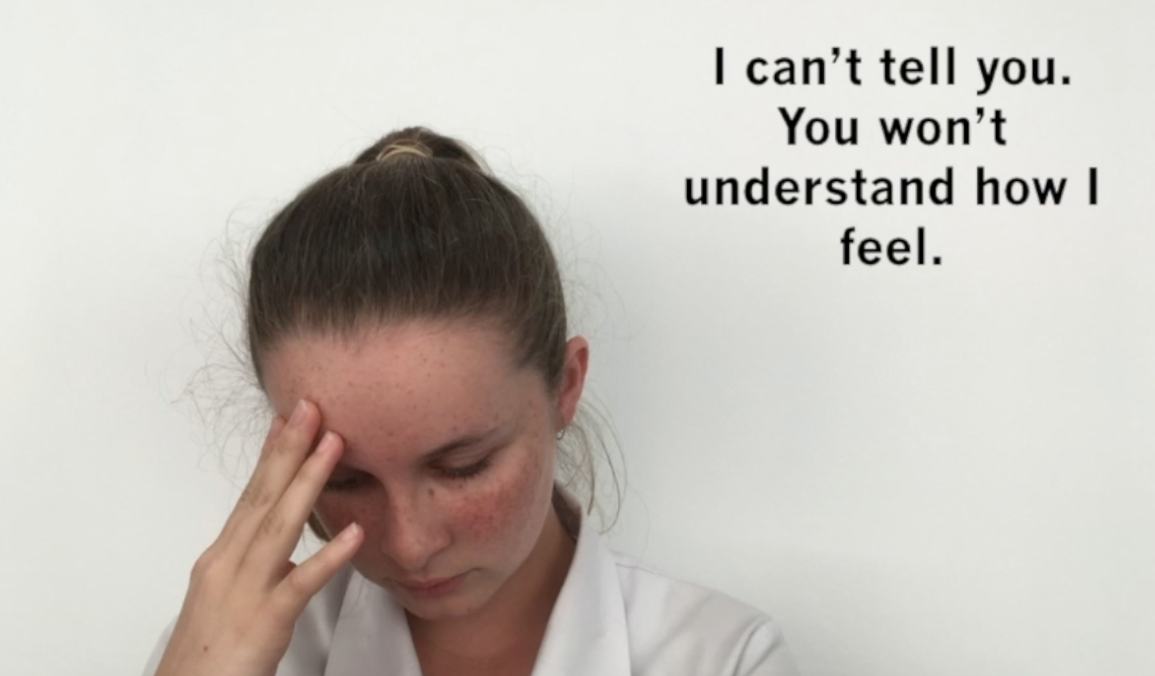 I can’t tell you.
You won’t
understand how I
feel.